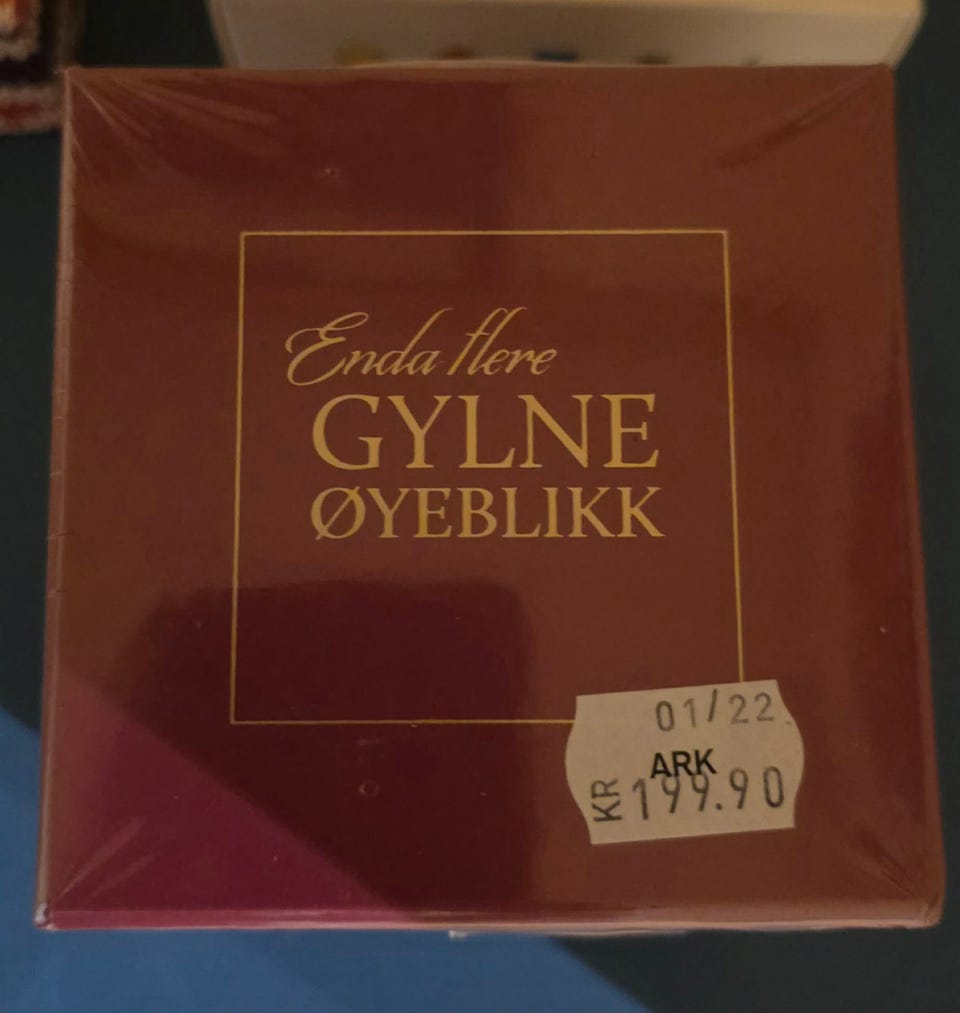 Enda flere
GYLNE
ØYEBLIKK
01/22
ARK
KR 199.90